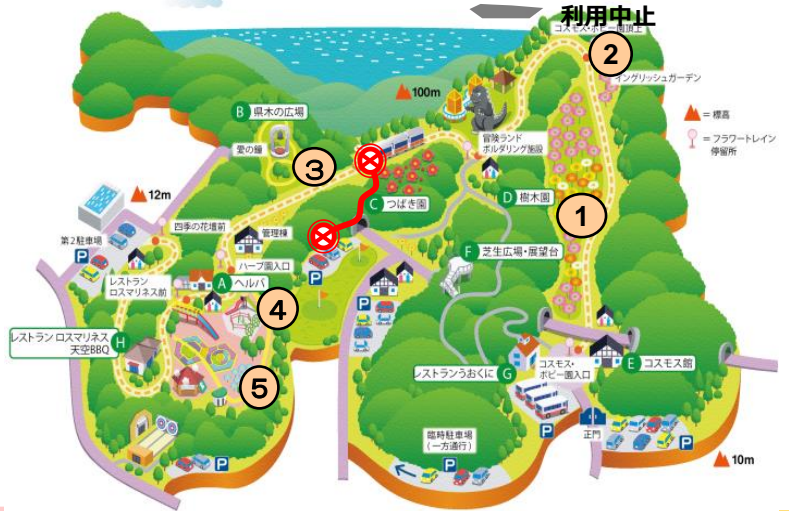 利用中止
コスモス・ポピー園頂上
②
イングリッシュガーデン
100m
= 標高
= フラワートレイン
停留所
B 県木の広場
愛の鐘
冒険ランド
ボルダリング施設
③
12m
D 樹木園
C つばき園
①
第2駐車場
四季の花壇前
管理棟
P
P
F 芝生広場・展望台
ハーブ園入口
レストラン
ロスマリネス前
A ヘルバ
P
④
レストラン ロスマリネス
天空BBQ
H
レストランうおくに G
コスモス・
ポピー園入口
E コスモス館
⑤
臨時駐車場
(一方通行)
P
正門
P
P
P
10m